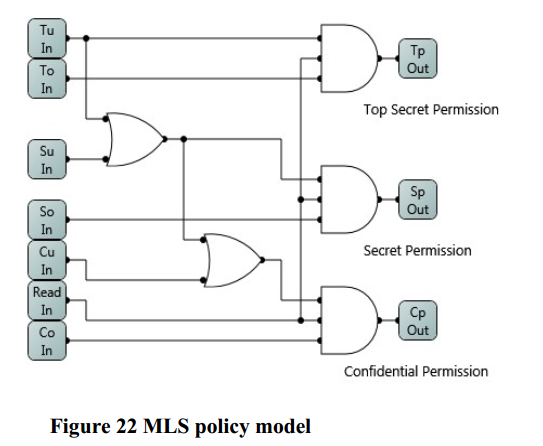 Tu
In
Tp
Out
To
In
Top Secret Permission
Su
In
Sp
Out
So
In
Secret Permission
Cu
In
Read
In
Cp
Out
Co
In
Confidential Permission
Figure 22 MLS policy model